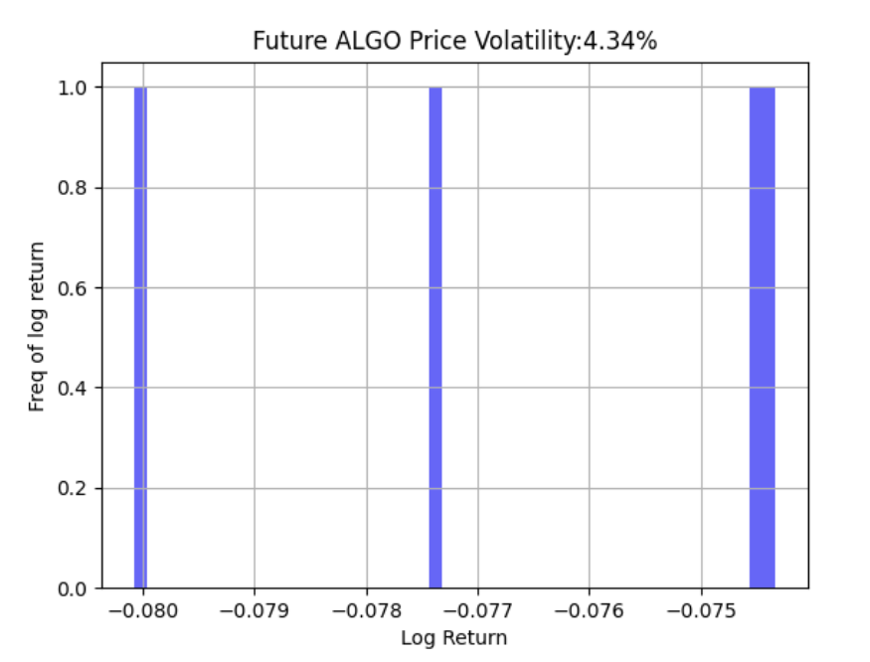 Future ALGO Price Volatility:4.34%
1.0
0.8
0.6
0.4
0.2
0.0
Freq of log return
−0.080 −0.079 −0.078 −0.077 −0.076 −0.075
Log Return